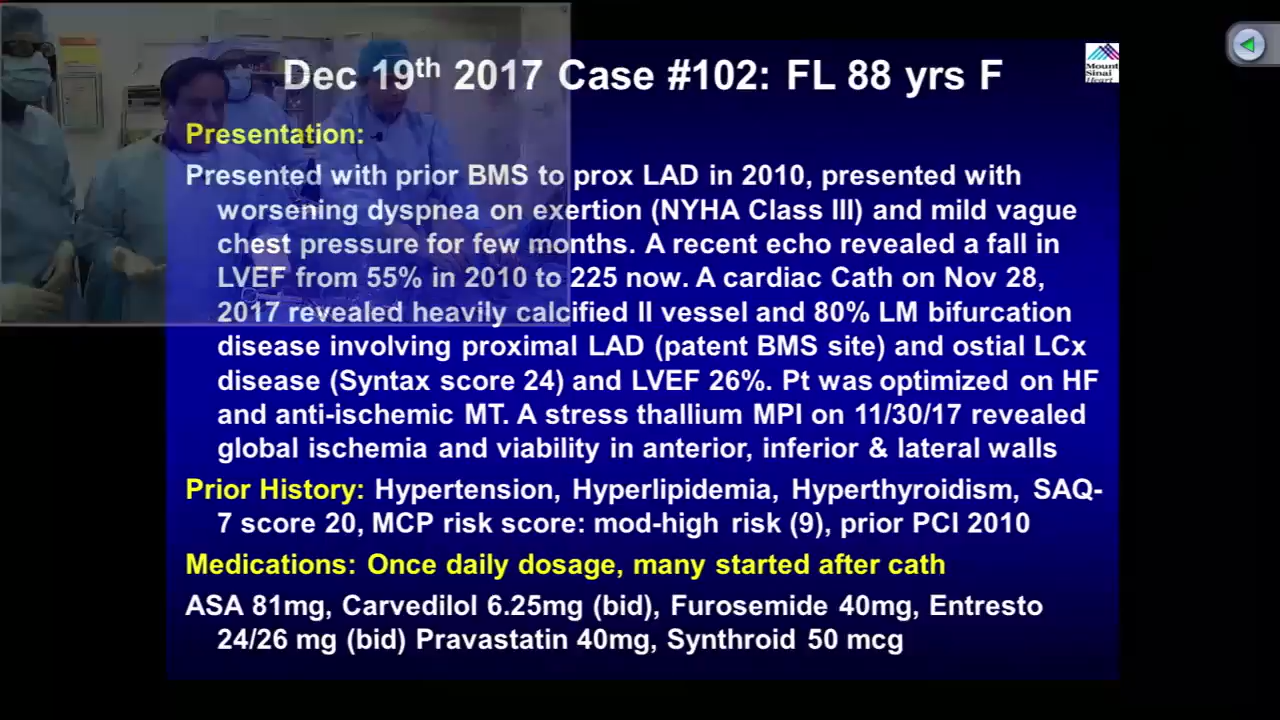 Dec 19th 2017 Case #102: FL 88 yrs F
Mount
Sinai
Heart
Presentation:
Presented with prior BMS to prox LAD in 2010, presented with
worsening dyspnea on exertion (NYHA Class III) and mild vague
chest pressure for few months. A recent echo revealed a fall in
LVEF from 55% in 2010 to 225 now. A cardiac Cath on Nov 28,
2017 revealed heavily calcified II vessel and 80% LM bifurcation
disease involving proximal LAD (patent BMS site) and ostial LCx
disease (Syntax score 24) and LVEF 26%. Pt was optimized on HF
and anti-ischemic MT. A stress thallium MPI on 11/30/17 revealed
global ischemia and viability in anterior, inferior & lateral walls
Prior History: Hypertension, Hyperlipidemia, Hyperthyroidism, SAQ-
7 score 20, MCP risk score: mod-high risk (9), prior PCI 2010
Medications: Once daily dosage, many started after cath
ASA 81mg, Carvedilol 6.25mg (bid), Furosemide 40mg, Entresto
24/26 mg (bid) Pravastatin 40mg, Synthroid 50 mcg